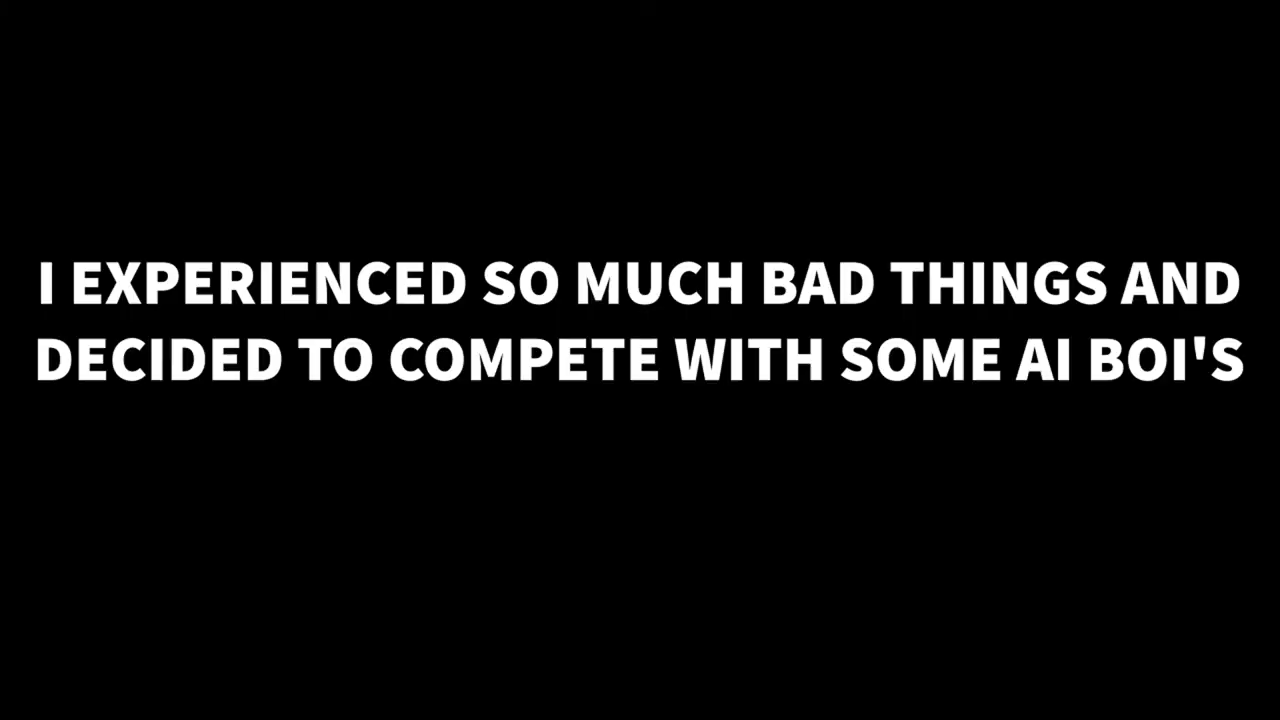 I EXPERIENCED SO MUCH BAD THINGS AND
DECIDED TO COMPETE WITH SOME AI BOI'S